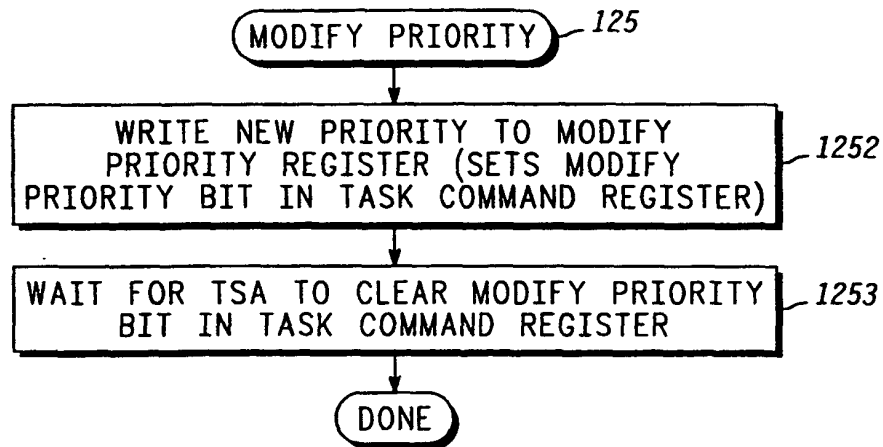 MODIFY PRIORITY 125
WRITE NEW PRIORITY TO MODIFY
PRIORITY REGISTER (SETS MODIFY 1252
PRIORITY BIT IN TASK COMMAND REGISTER)
WAIT FOR TSA TO CLEAR MODIFY PRIORITY 1253
BIT IN TASK COMMAND REGISTER
DONE